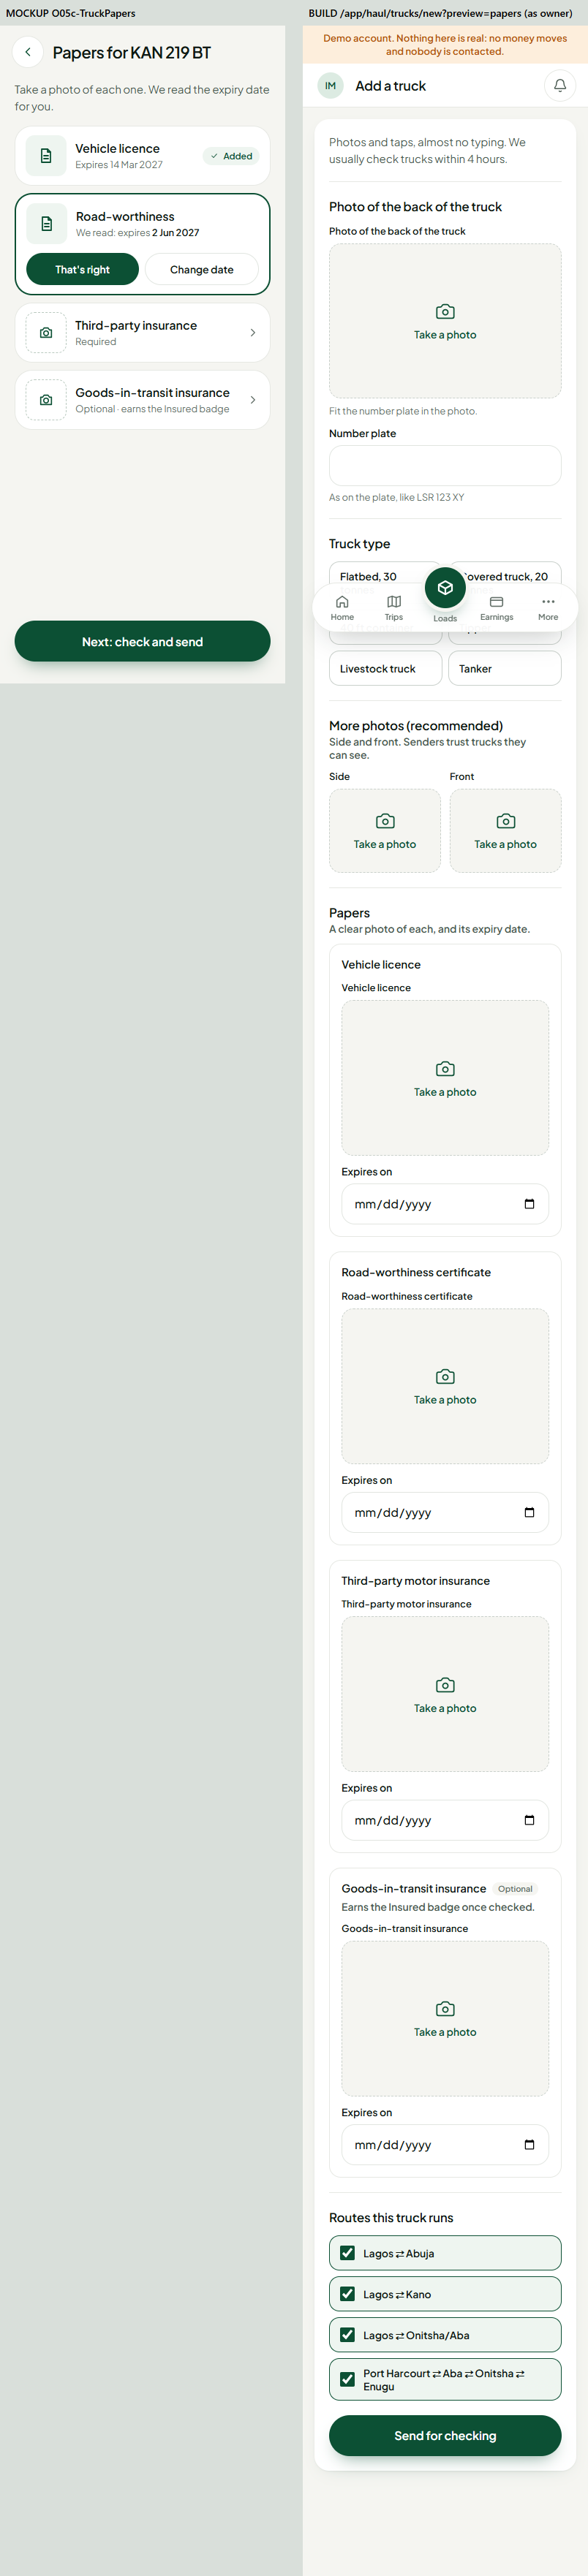 MOCKUP O05c-TruckPapers
Papers for KAN 219 BT
Take a photo of each one. We read the expiry date
for you.
Vehicle licence
Expires 14 Mar 2027
Added
Road-worthiness
We read: expires 2 Jun 2027
That's right
Change date
Third-party insurance
Required
Goods-in-transit insurance
Optional · earns the Insured badge
Next: check and send
BUILD /app/haul/trucks/new?preview=papers (as owner)
Demo account. Nothing here is real: no money moves
and nobody is contacted.
IM
Add a truck
Photos and taps, almost no typing. We
usually check trucks within 4 hours.
Photo of the back of the truck
Photo of the back of the truck
Take a photo
Fit the number plate in the photo.
Number plate
As on the plate, like LSR 123 XY
Truck type
Flatbed, 30
overed truck, 20
Home
Trips
Loads
Earnings
More
Livestock truck
Tanker
More photos (recommended)
Side and front. Senders trust trucks they
can see.
Side
Front
Take a photo
Take a photo
Papers
A clear photo of each, and its expiry date.
Vehicle licence
Vehicle licence
Take a photo
Expires on
mm/dd/yyyy
Road-worthiness certificate
Road-worthiness certificate
Take a photo
Expires on
mm/dd/yyyy
Third-party motor insurance
Third-party motor insurance
Take a photo
Expires on
mm/dd/yyyy
Goods-in-transit insurance
Optional
Earns the Insured badge once checked.
Goods-in-transit insurance
Take a photo
Expires on
mm/dd/yyyy
Routes this truck runs
Lagos ⇄ Abuja
Lagos ⇄ Kano
Lagos ⇄ Onitsha/Aba
Port Harcourt ⇄ Aba ⇄ Onitsha ⇄
Enugu
Send for checking